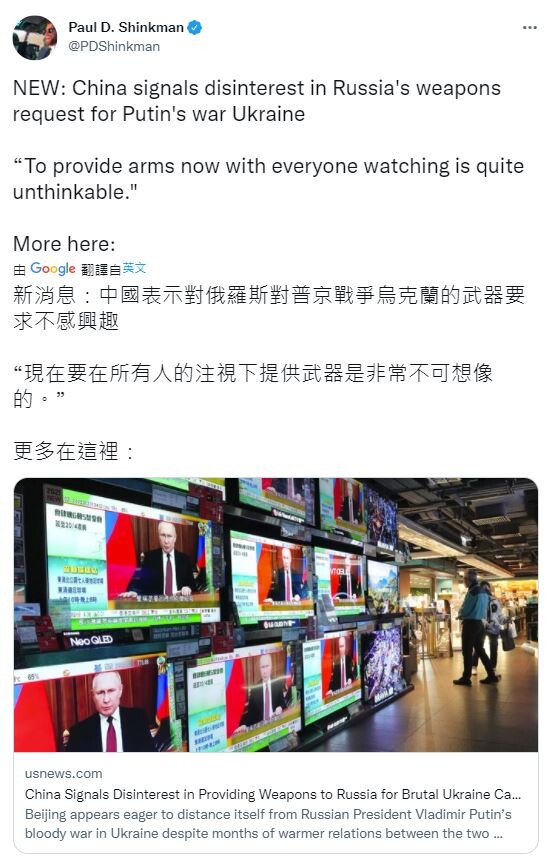 Paul D. Shinkman
@PDShinkman
NEW: China signals disinterest in Russia's weapons
request for Putin's war Ukraine
“To provide arms now with everyone watching is quite
unthinkable."
More here:
由 Google 翻譯自英文
新消息：中國表示對俄羅斯對普京戰爭烏克蘭的武器要
求不感興趣
“現在要在所有人的注視下提供武器是非常不可想像
的。”
更多在這裡：
Neo QLED
usnews.com
China Signals Disinterest in Providing Weapons to Russia for Brutal Ukraine Ca...
Beijing appears eager to distance itself from Russian President Vladimir Putin’s
bloody war in Ukraine despite months of warmer relations between the two ...